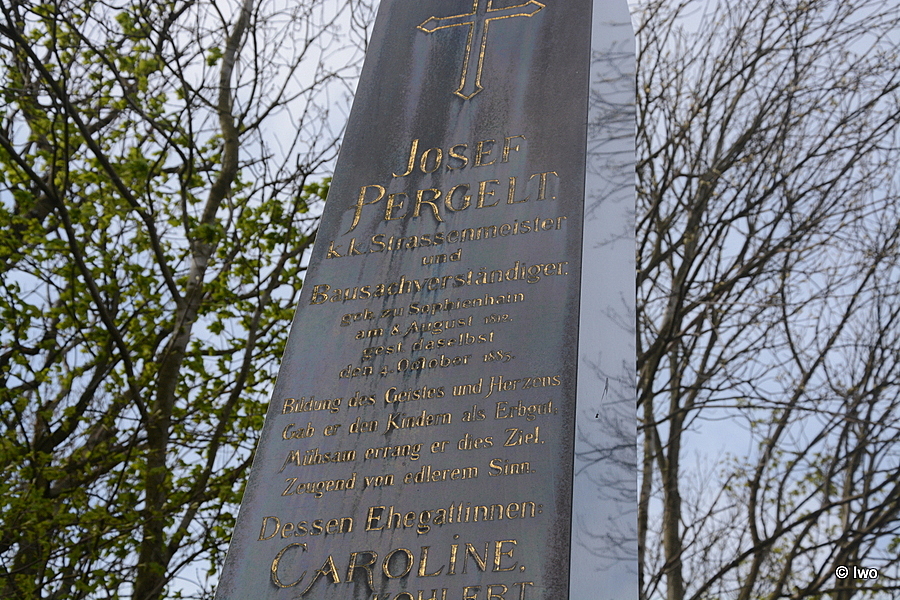 JOSEF
PERGELT.
k.k. Strassenmeister
und
Bausachverständiger.
geb. zu Sophienhain
am 8 August 1812.
gest daselbst
den 4. October 1885.
Bildung des Geistes und Herzens
Gab er den Kindern als Erbgut.
Mühsam errang er dies Ziel.
Zeugend von edlerem Sinn.
Dessen Ehegattinnen:
CAROLINE,
KOHLERT
© Iwo